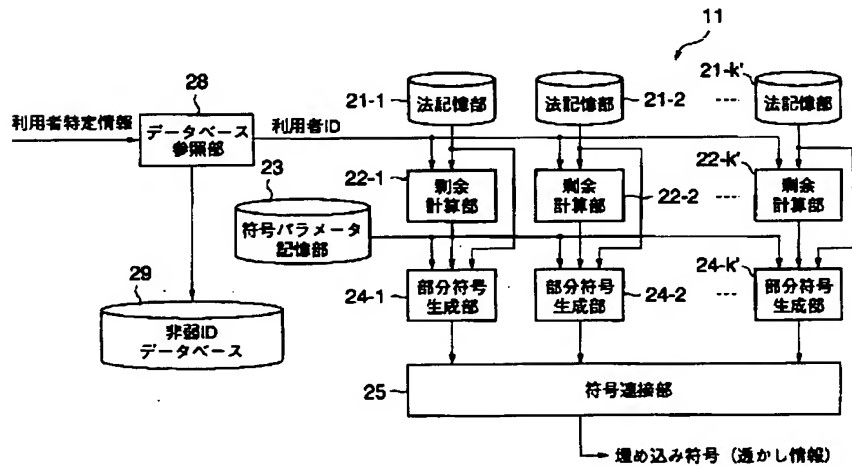 11
28
利用者特定情報
データベース
参照部
利用者ID
21-1
法記憶部
法記憶部
21-2
21-k'
法記憶部
23
符号パラメータ
記憶部
22-1
剰余
計算部
剰余
計算部
22-2
22-k'
剰余
計算部
29
非弱ID
データベース
24-1
部分符号
生成部
部分符号
生成部
24-2
24-k'
部分符号
生成部
25
符号連接部
埋め込み符号（透かし情報）